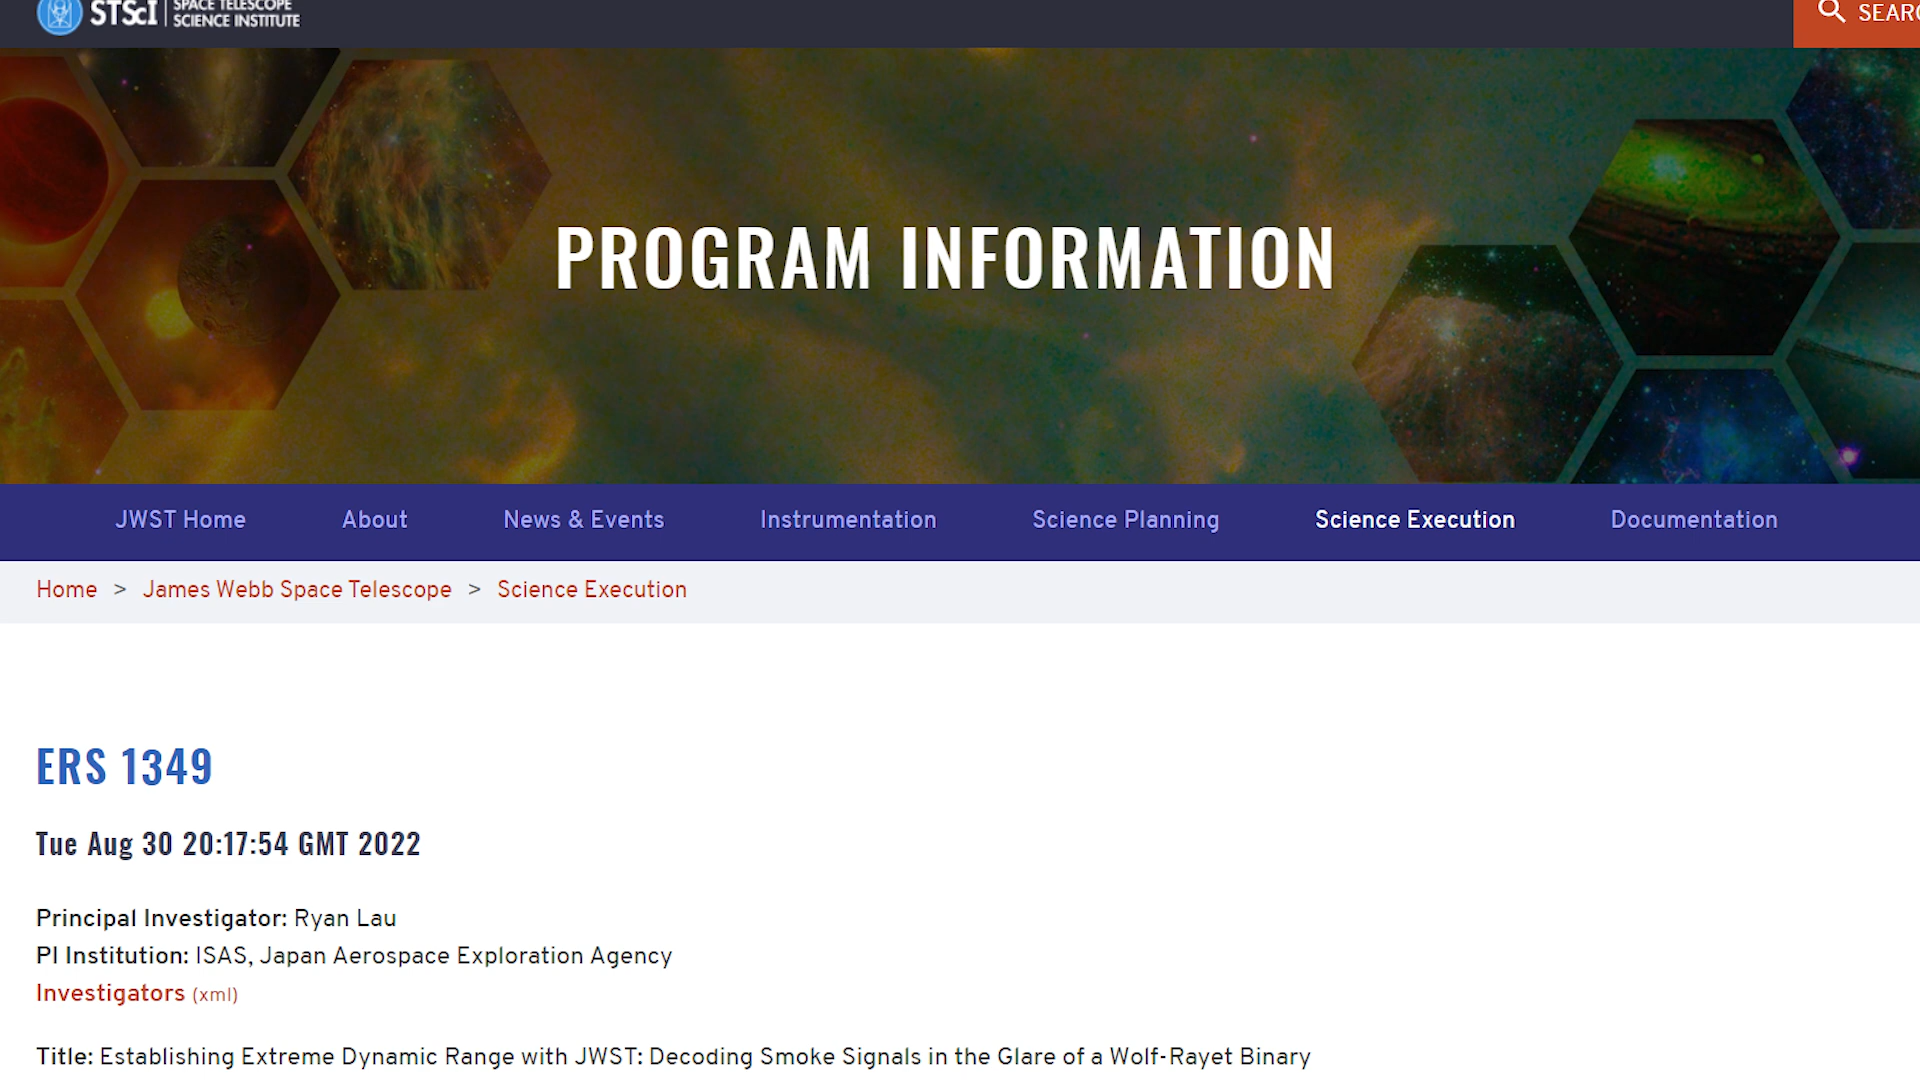 STScI | SPACE TELESCOPE
SCIENCE INSTITUTE
PROGRAM INFORMATION
JWST Home About News & Events Instrumentation Science Planning Science Execution Documentation
Home > James Webb Space Telescope > Science Execution
ERS 1349
Tue Aug 30 20:17:54 GMT 2022
Principal Investigator: Ryan Lau
PI Institution: ISAS, Japan Aerospace Exploration Agency
Investigators (xml)
Title: Establishing Extreme Dynamic Range with JWST: Decoding Smoke Signals in the Glare of a Wolf-Rayet Binary